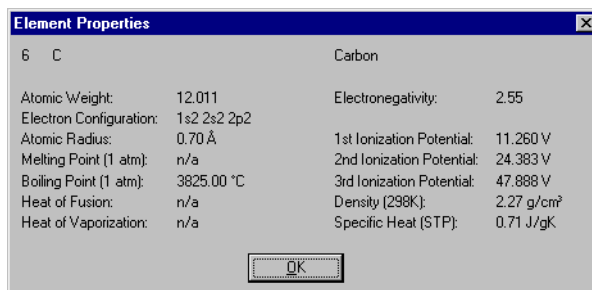 Element Properties
6 C Carbon
Atomic Weight: 12.011 Electronegativity: 2.55
Electron Configuration: 1s2 2s2 2p2
Atomic Radius: 0.70 Å 1st Ionization Potential: 11.260 V
Melting Point (1 atm): n/a 2nd Ionization Potential: 24.383 V
Boiling Point (1 atm): 3825.00 °C 3rd Ionization Potential: 47.888 V
Heat of Fusion: n/a Density (298K): 2.27 g/cm³
Heat of Vaporization: n/a Specific Heat (STP): 0.71 J/gK
OK